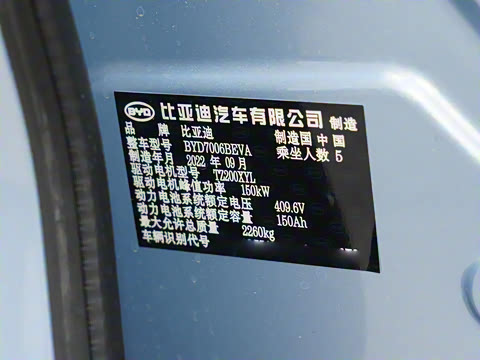 BYD 比亚迪汽车有限公司 制造
品牌 比亚迪 制造国 中国
整车型号 BYD7006BEVA 乘坐人数 5
制造年月 2022 年 09 月
驱动电机型号 TZ200XYL
驱动电机峰值功率 150kW
动力电池系统额定电压 409.6V
动力电池系统额定容量 150Ah
最大允许总质量 2260kg
车辆识别代号